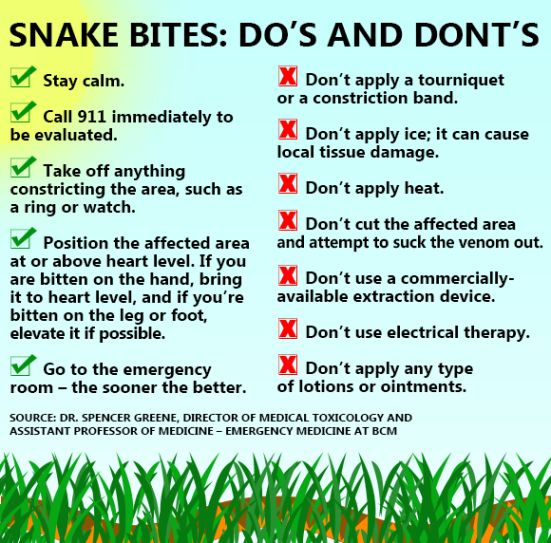 SNAKE BITES: DO'S AND DONT'S
Stay calm.
Call 911 immediately to
be evaluated.
Take off anything
constricting the area, such as
a ring or watch.
Position the affected area
at or above heart level. If you
are bitten on the hand, bring
it to heart level, and if you're
bitten on the leg or foot,
elevate it if possible.
Go to the emergency
room – the sooner the better.
Don't apply a tourniquet
or a constriction band.
Don't apply ice; it can cause
local tissue damage.
Don't apply heat.
Don't cut the affected area
and attempt to suck the venom out.
Don't use a commercially-
available extraction device.
Don't use electrical therapy.
Don't apply any type
of lotions or ointments.
SOURCE: DR. SPENCER GREENE, DIRECTOR OF MEDICAL TOXICOLOGY AND
ASSISTANT PROFESSOR OF MEDICINE – EMERGENCY MEDICINE AT BCM